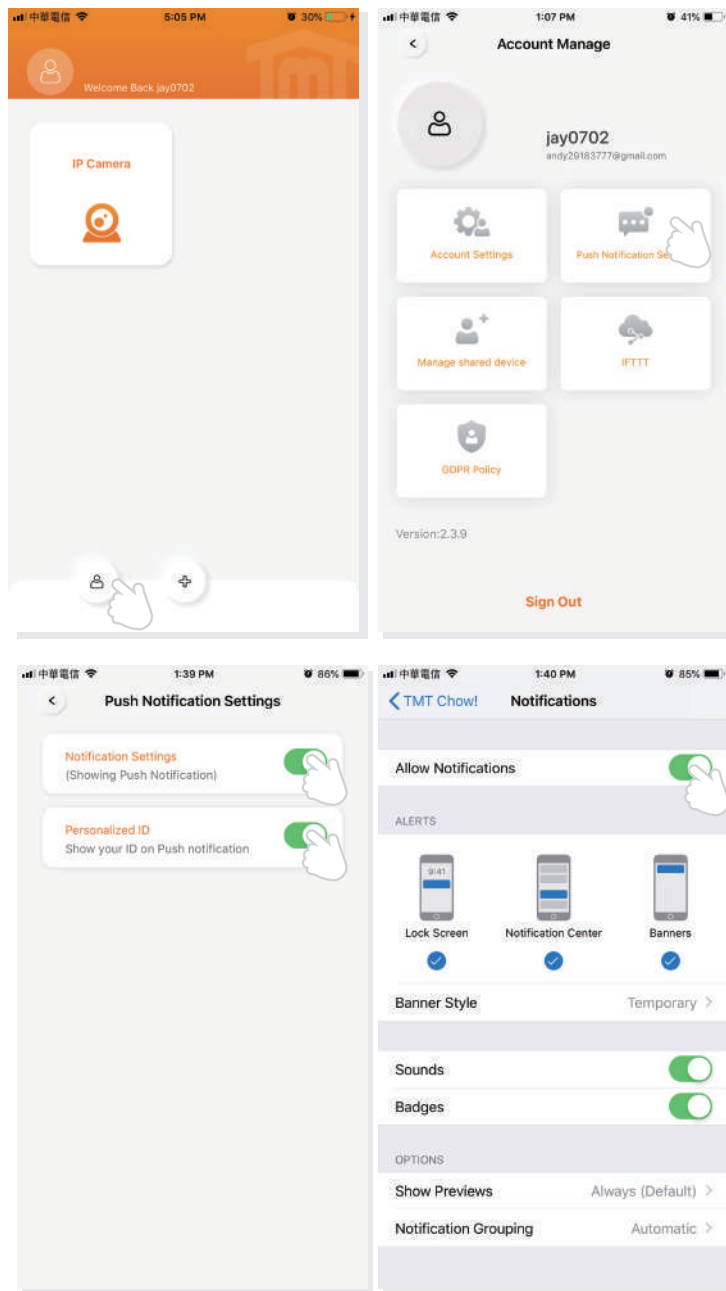 中華電信
5:05 PM
30%
Welcome Back jay0702
IP Camera
中華電信
1:07 PM
41%
Account Manage
jay0702
andy29183777@gmail.com
Account Settings
Push Notification Se
Manage shared device
IFTTT
GDPR Policy
Version:2.3.9
Sign Out
中華電信
1:39 PM
86%
Push Notification Settings
Notification Settings
(Showing Push Notification)
Personalized ID
Show your ID on Push notification
中華電信
1:40 PM
85%
TMT Chow!
Notifications
Allow Notifications
ALERTS
9:41
Lock Screen
Notification Center
Banners
Banner Style
Temporary
Sounds
Badges
OPTIONS
Show Previews
Always (Default)
Notification Grouping
Automatic